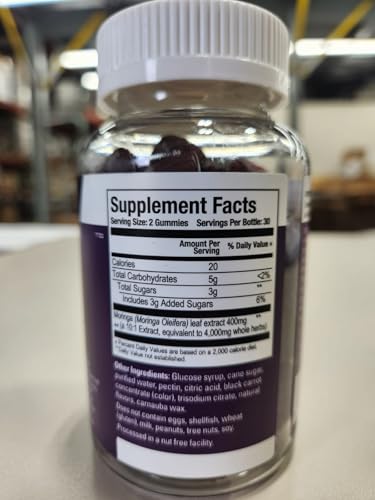 Supplement Facts
Serving Size: 2 Gummies Servings Per Bottle: 30
Amount Per Serving % Daily Value *
Calories 20
Total Carbohydrates 5g <2%
Total Sugars 3g **
Includes 3g Added Sugars 6%
Moringa (Moringa Oleifera) leaf extract 400mg **
** (a 10:1 Extract, equivalent to 4,000mg whole herbs)
* Percent Daily Values are based on a 2,000 calorie diet.
**Daily Value not established.
Other Ingredients: Glucose syrup, cane sugar,
purified water, pectin, citric acid, black carrot
concentrate (color), trisodium citrate, natural
flavors, carnauba wax.
Does not contain eggs, shellfish, wheat
(gluten), milk, peanuts, tree nuts, soy.
Processed in a nut free facility.